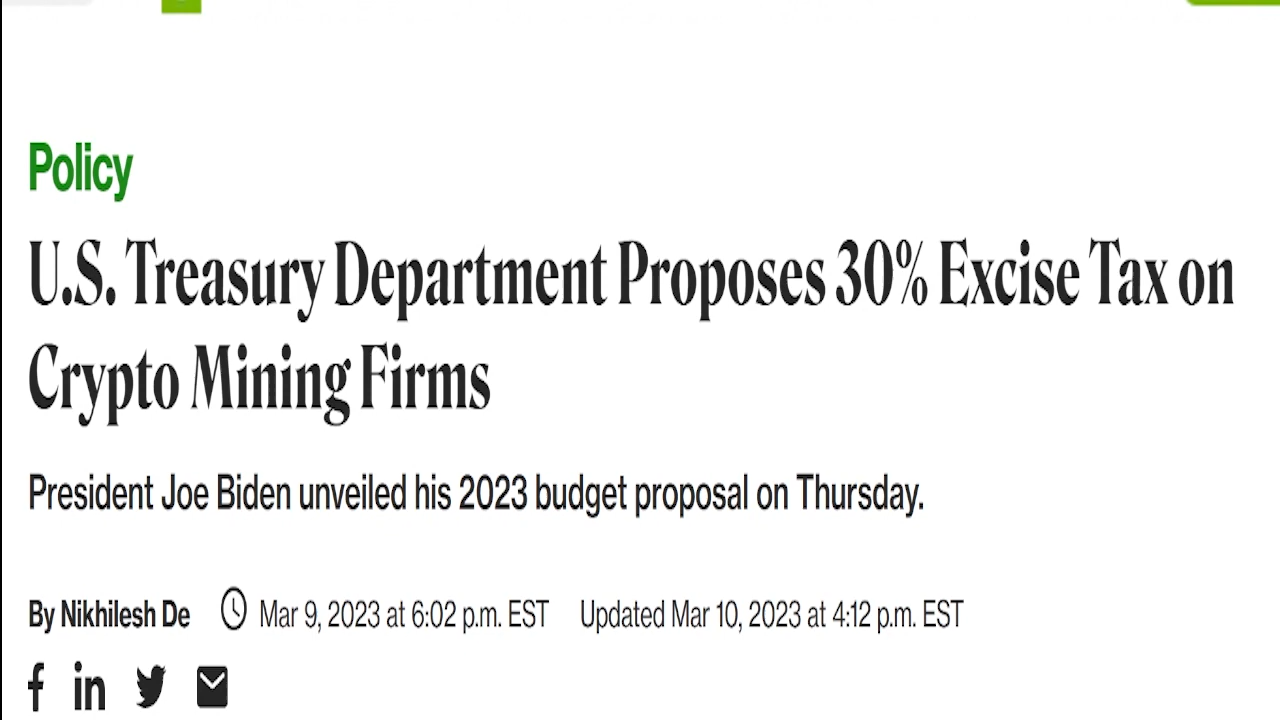 Policy
U.S. Treasury Department Proposes 30% Excise Tax on
Crypto Mining Firms
President Joe Biden unveiled his 2023 budget proposal on Thursday.
By Nikhilesh De Mar 9, 2023 at 6:02 p.m. EST Updated Mar 10, 2023 at 4:12 p.m. EST